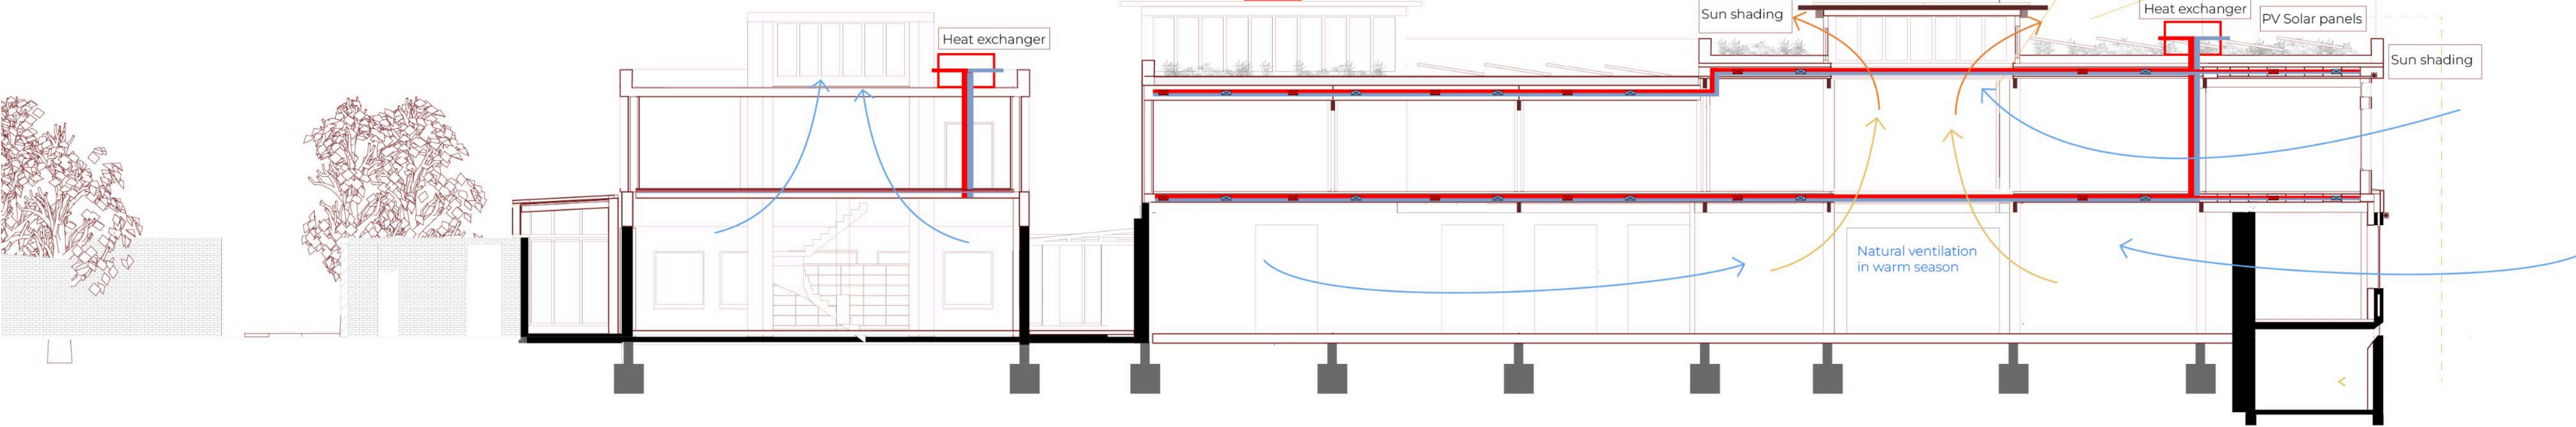 Heat exchanger
Sun shading
Heat exchanger
PV Solar panels
Sun shading
Natural ventilation
in warm season